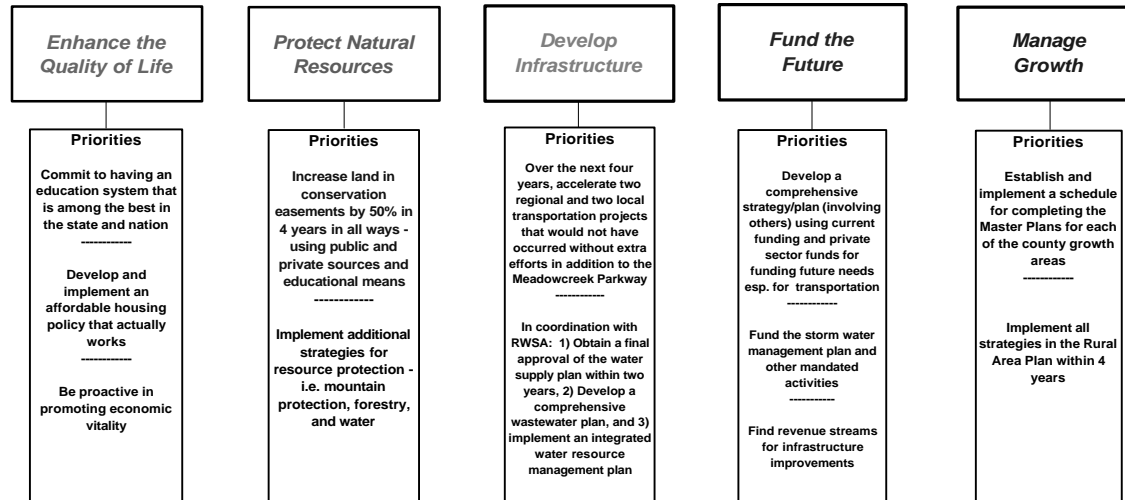 Enhance the
Quality of Life
Priorities
Commit to having an
education system that
is among the best in
the state and nation
------------
Develop and
implement an
affordable housing
policy that actually
works
------------
Be proactive in
promoting economic
vitality
Protect Natural
Resources
Priorities
Increase land in
conservation
easements by 50% in
4 years in all ways -
using public and
private sources and
educational means
------------
Implement additional
strategies for
resource protection -
i.e. mountain
protection, forestry,
and water
Develop
Infrastructure
Priorities
Over the next four
years, accelerate two
regional and two local
transportation projects
that would not have
occurred without extra
efforts in addition to the
Meadowcreek Parkway
------------
In coordination with
RWSA: 1) Obtain a final
approval of the water
supply plan within two
years, 2) Develop a
comprehensive
wastewater plan, and 3)
implement an integrated
water resource
management plan
Fund the
Future
Priorities
Develop a
comprehensive
strategy/plan (involving
others) using current
funding and private
sector funds for
funding future needs
esp. for transportation
------------
Fund the storm water
management plan and
other mandated
activities
-----------
Find revenue streams
for infrastructure
improvements
Manage
Growth
Priorities
Establish and
implement a schedule
for completing the
Master Plans for each
of the county growth
areas
------------
Implement all
strategies in the Rural
Area Plan within 4
years